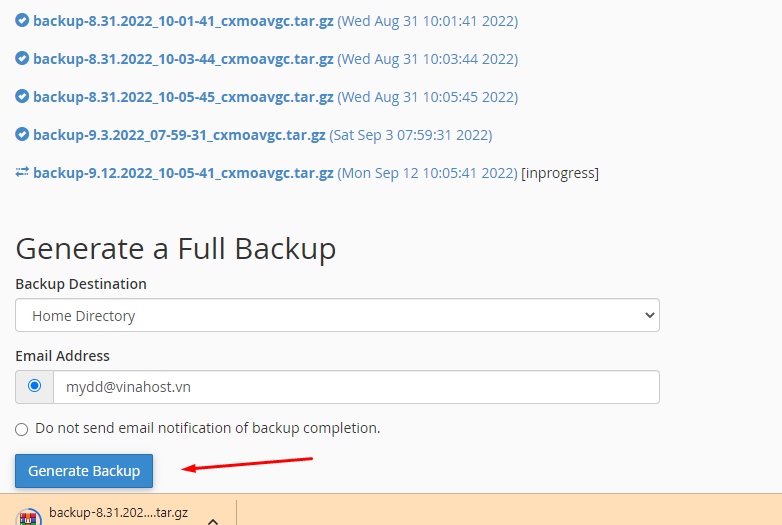 backup-8.31.2022_10-01-41_cxmoavgc.tar.gz (Wed Aug 31 10:01:41 2022)
backup-8.31.2022_10-03-44_cxmoavgc.tar.gz (Wed Aug 31 10:03:44 2022)
backup-8.31.2022_10-05-45_cxmoavgc.tar.gz (Wed Aug 31 10:05:45 2022)
backup-9.3.2022_07-59-31_cxmoavgc.tar.gz (Sat Sep 3 07:59:31 2022)
backup-9.12.2022_10-05-41_cxmoavgc.tar.gz (Mon Sep 12 10:05:41 2022) [inprogress]
Generate a Full Backup
Backup Destination
Home Directory
Email Address
mydd@vinahost.vn
Do not send email notification of backup completion.
Generate Backup
backup-8.31.202....tar.gz